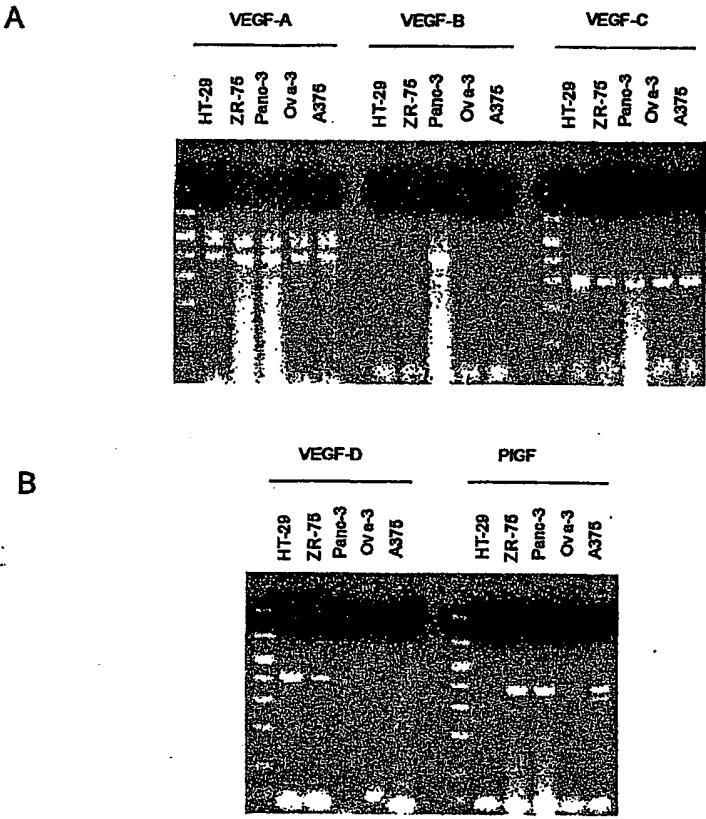 A
VEGF-A VEGF-B VEGF-C
HT-29 ZR-75 Panc-3 Ova-3 A375 HT-29 ZR-75 Panc-3 Ova-3 A375 HT-29 ZR-75 Panc-3 Ova-3 A375
B
VEGF-D PIGF
HT-29 ZR-75 Panc-3 Ova-3 A375 HT-29 ZR-75 Panc-3 Ova-3 A375